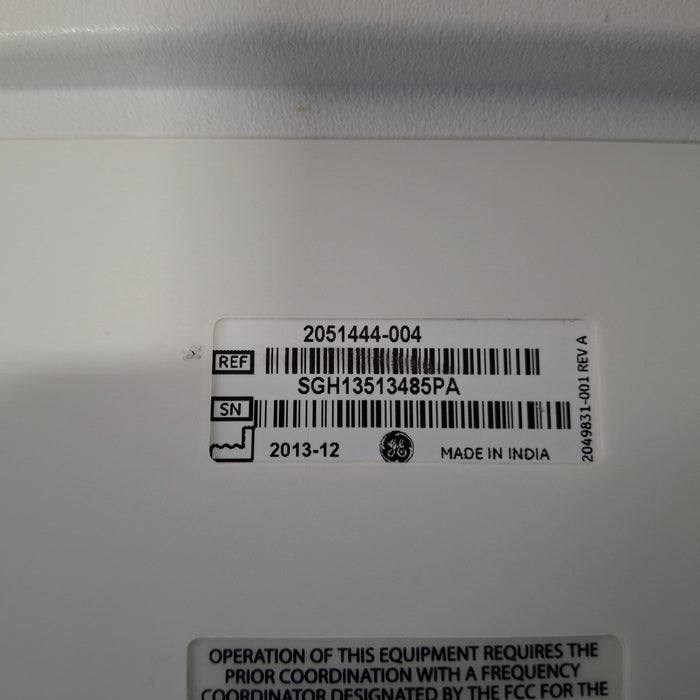 2051444-004
REF
SGH13513485PA
SN
2013-12
GE
MADE IN INDIA
2049831-001 REV A
OPERATION OF THIS EQUIPMENT REQUIRES THE
PRIOR COORDINATION WITH A FREQUENCY
COORDINATOR DESIGNATED BY THE FCC FOR THE